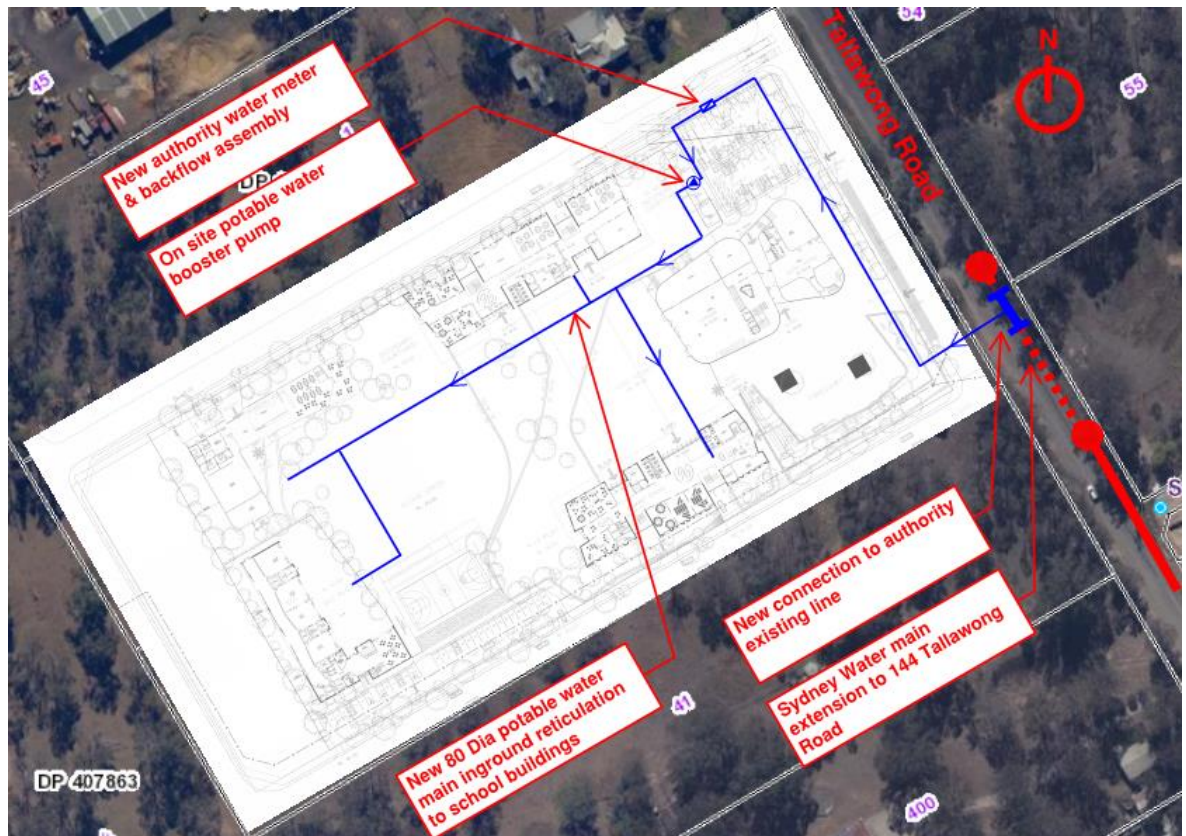 54
Tallawong Road
N
55
45
New authority water meter
& backflow assembly
1
On site potable water
booster pump
S
New connection to authority
existing line
Sydney Water main
extension to 144 Tallawong
Road
New 80 Dia potable water
main inground reticulation
to school buildings
41
DP 407863
400